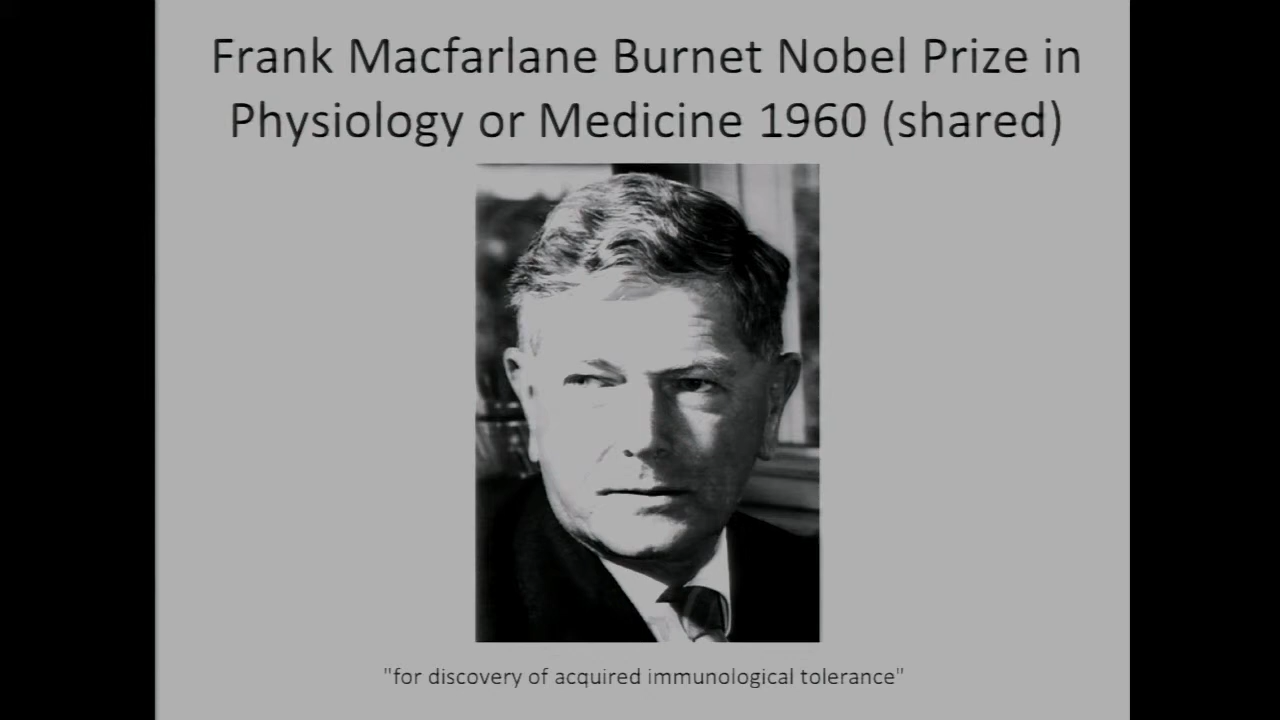 Frank Macfarlane Burnet Nobel Prize in
Physiology or Medicine 1960 (shared)
"for discovery of acquired immunological tolerance"